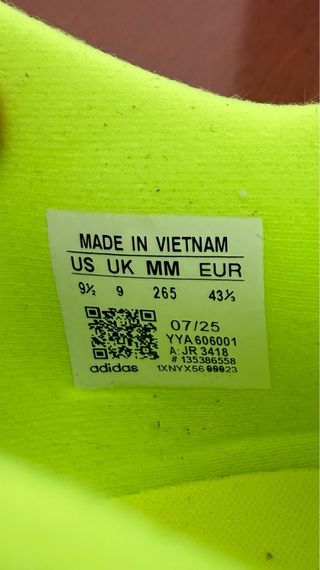 MADE IN VIETNAM
US UK MM EUR
9½ 9 265 43⅓
07/25
YYA 606001
A: JR 3418
# 135386558
adidas 1XNYX56